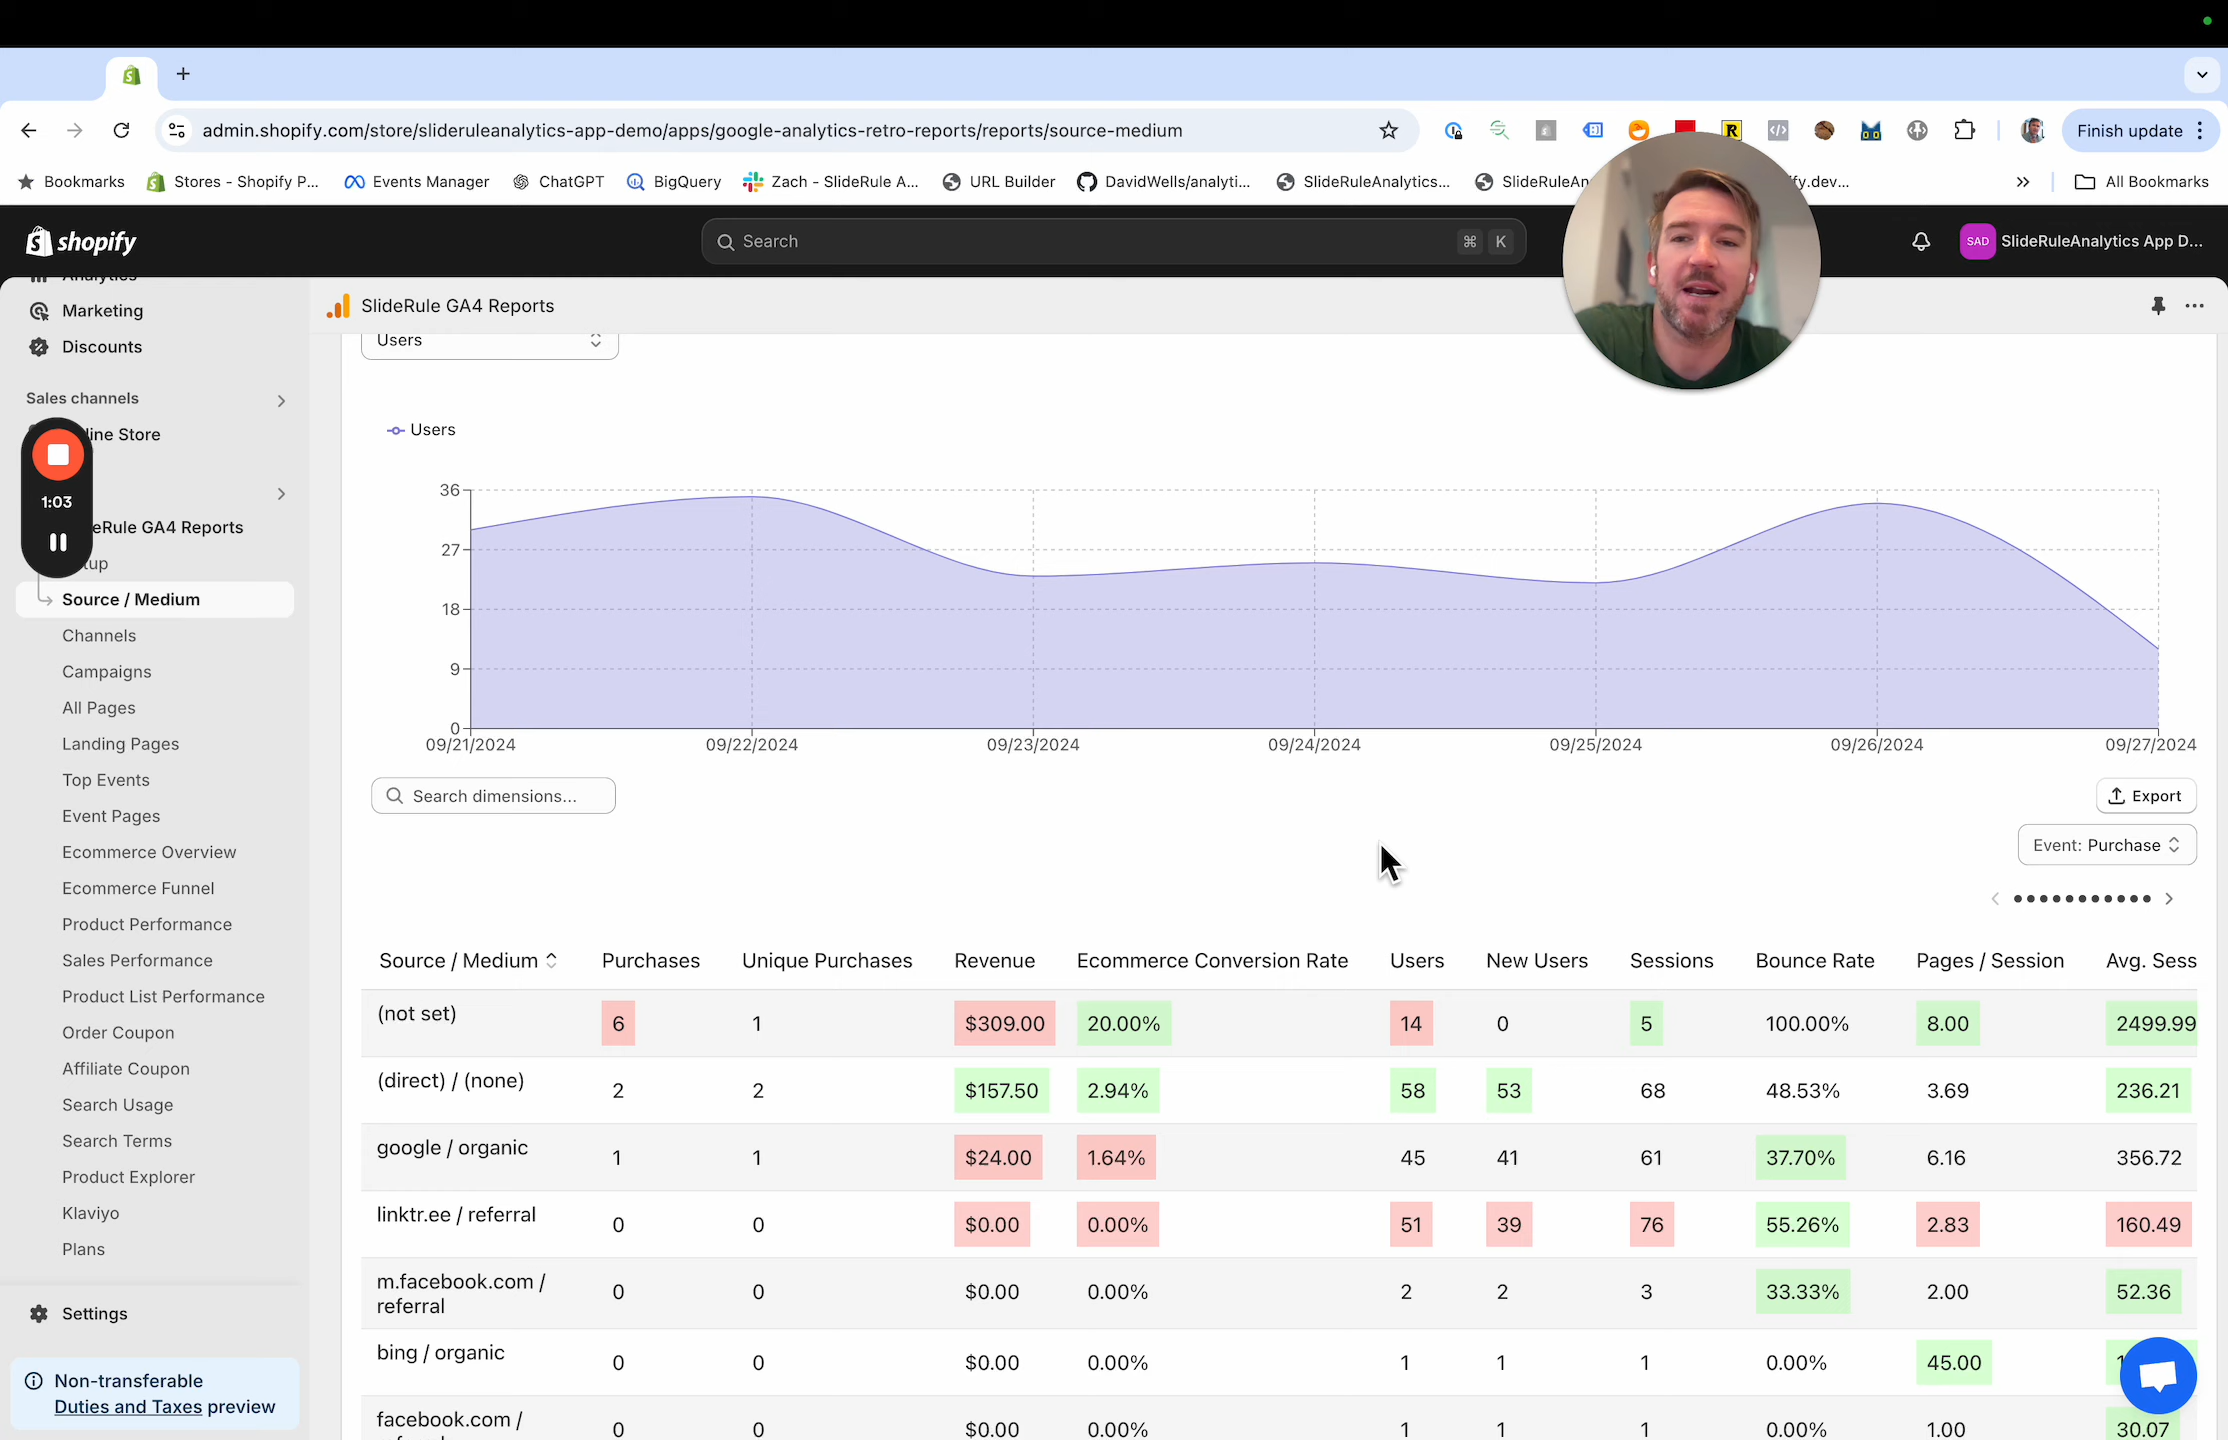 Finish update
admin.shopify.com/store/slideruleanalytics-app-demo/apps/google-analytics-retro-reports/reports/source-medium
Bookmarks
Stores - Shopify P...
Events Manager
ChatGPT
BigQuery
Zach - SlideRule A...
URL Builder
DavidWells/analyti...
SlideRuleAnalytics...
SlideRuleAn
fy.dev...
All Bookmarks
shopify
Search
⌘ K
SAD
SlideRuleAnalytics App D...
Analytics
Marketing
Discounts
Sales channels
line Store
1:03
eRule GA4 Reports
tup
Source / Medium
Channels
Campaigns
All Pages
Landing Pages
Top Events
Event Pages
Ecommerce Overview
Ecommerce Funnel
Product Performance
Sales Performance
Product List Performance
Order Coupon
Affiliate Coupon
Search Usage
Search Terms
Product Explorer
Klaviyo
Plans
Settings
Non-transferable
Duties and Taxes preview
SlideRule GA4 Reports
Users
Users
36
27
18
9
0
09/21/2024 09/22/2024 09/23/2024 09/24/2024 09/25/2024 09/26/2024 09/27/2024
Search dimensions...
Export
Event: Purchase
Source / Medium Purchases Unique Purchases Revenue Ecommerce Conversion Rate Users New Users Sessions Bounce Rate Pages / Session Avg. Sess
(not set) 6 1 $309.00 20.00% 14 0 5 100.00% 8.00 2499.99
(direct) / (none) 2 2 $157.50 2.94% 58 53 68 48.53% 3.69 236.21
google / organic 1 1 $24.00 1.64% 45 41 61 37.70% 6.16 356.72
linktr.ee / referral 0 0 $0.00 0.00% 51 39 76 55.26% 2.83 160.49
m.facebook.com /
referral 0 0 $0.00 0.00% 2 2 3 33.33% 2.00 52.36
bing / organic 0 0 $0.00 0.00% 1 1 1 0.00% 45.00
facebook.com / 0 0 $0.00 0.00% 1 1 1 0.00% 1.00 30.07